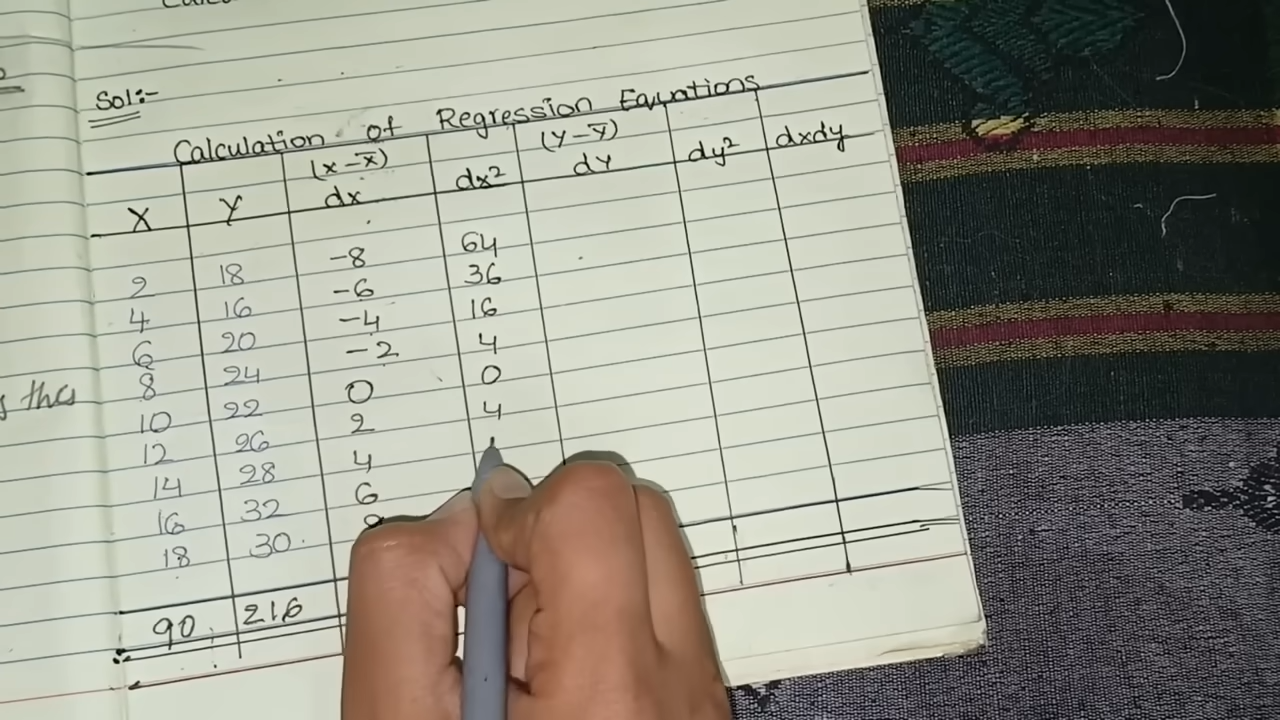 Sol:-
Calculation of Regression Equations
X Y (x-x̅) dx dx² (y-y̅) dy dy² dxdy
2 18 -8 64
4 16 -6 36
6 20 -4 16
8 24 -2 4
10 22 0 0
12 26 2 4
14 28 4
16 32 6
18 30
90 216